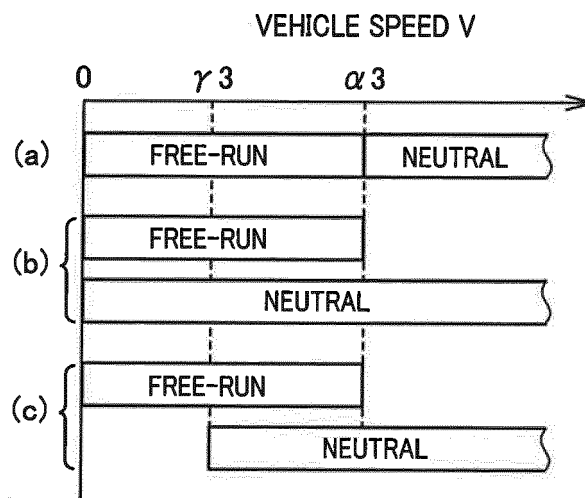 VEHICLE SPEED V
0 γ3 α3
(a) FREE-RUN NEUTRAL
FREE-RUN
(b)
NEUTRAL
FREE-RUN
(c)
NEUTRAL